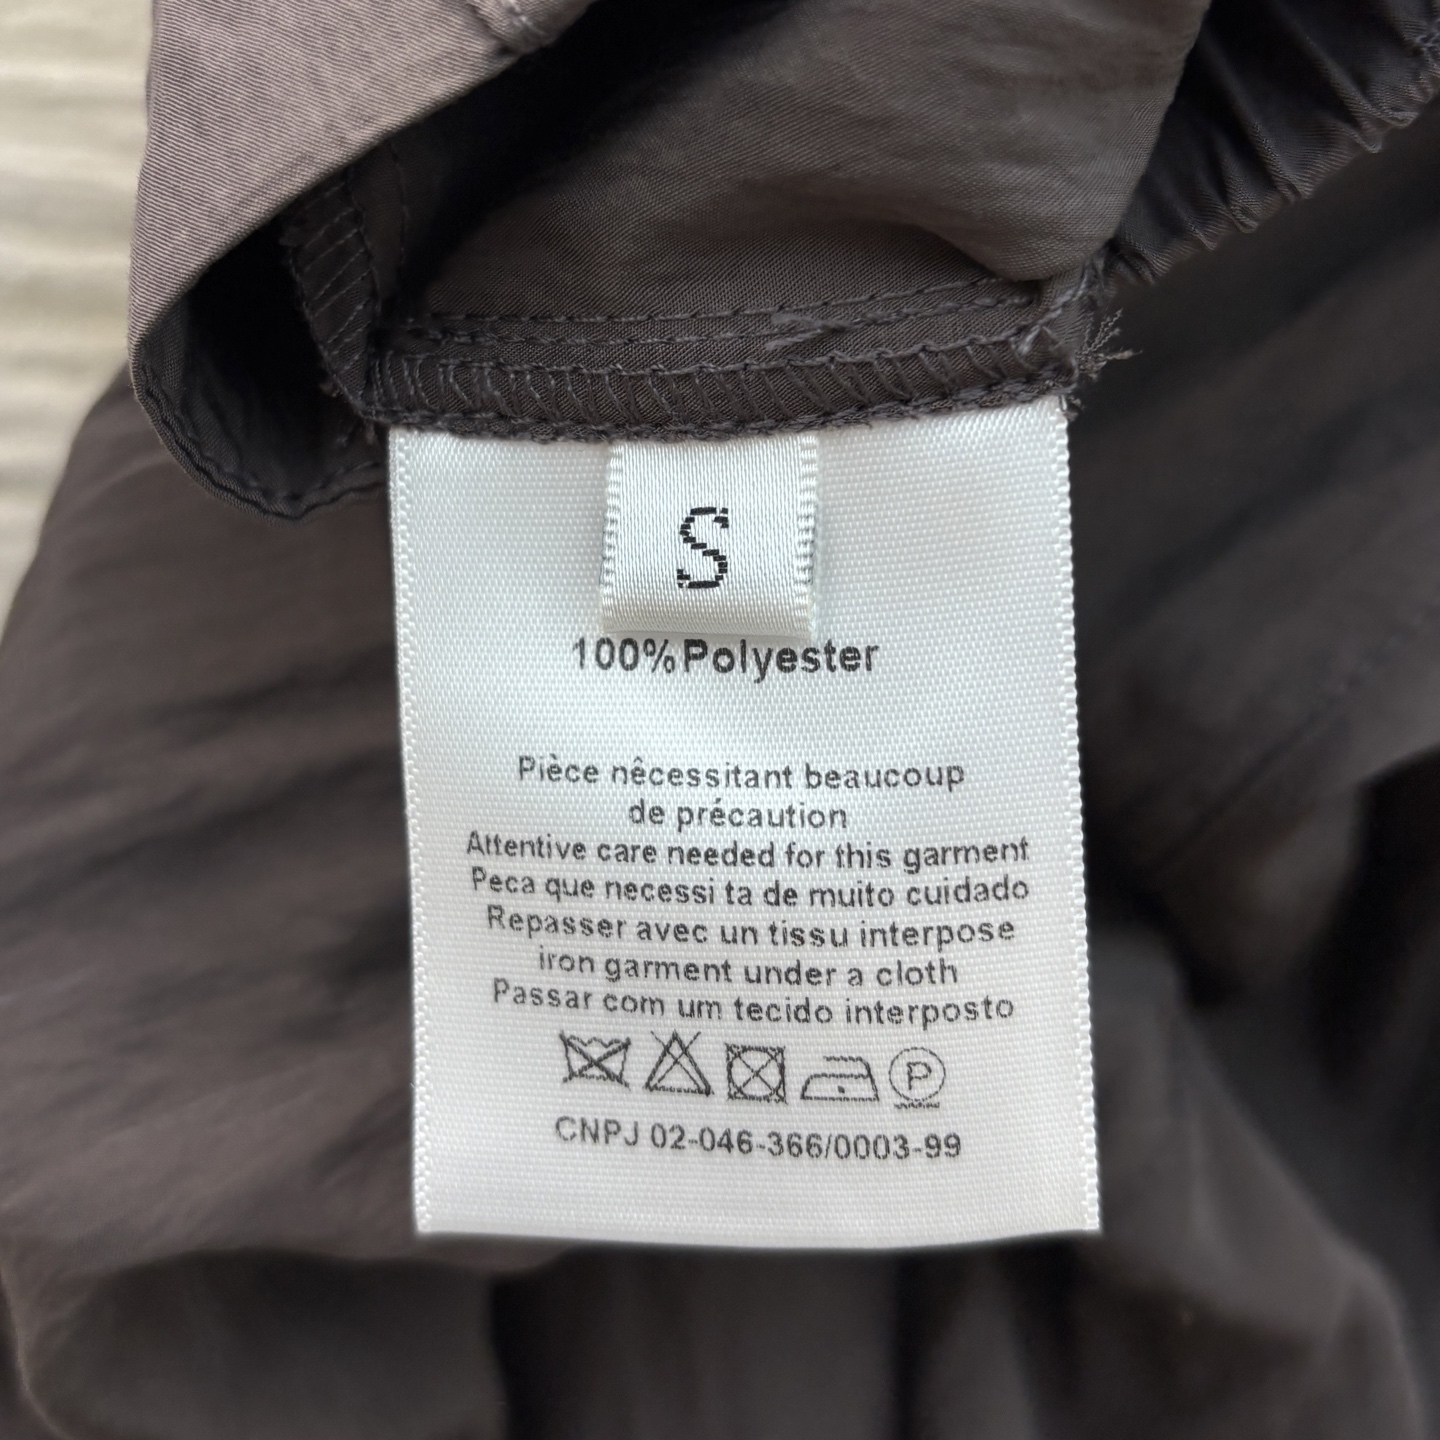 S
100%Polyester
Pièce nêcessitant beaucoup
de précaution
Attentive care needed for this garment
Peca que necessi ta de muito cuidado
Repasser avec un tissu interpose
iron garment under a cloth
Passar com um tecido interposto
P
CNPJ 02-046-366/0003-99